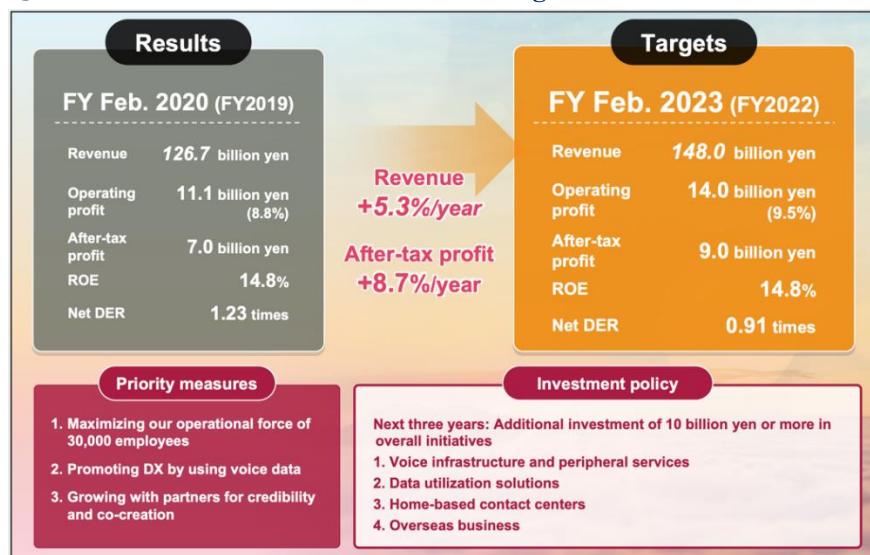 Results
FY Feb. 2020 (FY2019)
Revenue 126.7 billion yen
Operating profit 11.1 billion yen
(8.8%)
After-tax profit 7.0 billion yen
ROE 14.8%
Net DER 1.23 times
Revenue
+5.3%/year
After-tax profit
+8.7%/year
Targets
FY Feb. 2023 (FY2022)
Revenue 148.0 billion yen
Operating profit 14.0 billion yen
(9.5%)
After-tax profit 9.0 billion yen
ROE 14.8%
Net DER 0.91 times
Priority measures
1. Maximizing our operational force of
30,000 employees
2. Promoting DX by using voice data
3. Growing with partners for credibility
and co-creation
Investment policy
Next three years: Additional investment of 10 billion yen or more in
overall initiatives
1. Voice infrastructure and peripheral services
2. Data utilization solutions
3. Home-based contact centers
4. Overseas business